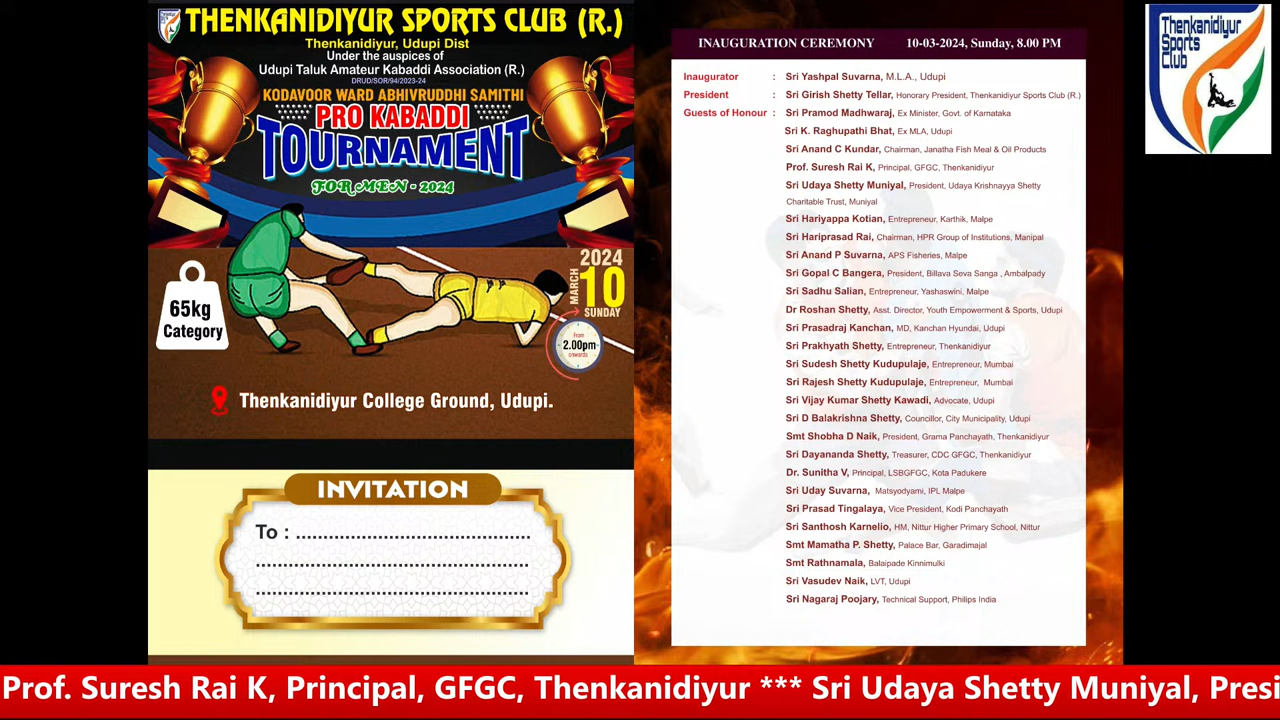 THENKANIDIYUR SPORTS CLUB (R.)
Thenkanidiyur, Udupi Dist
Under the auspices of
Udupi Taluk Amateur Kabaddi Association (R.)
DRUD/SOR/94/2023-24
KODAVOOR WARD ABHIVRUDDHI SAMITHI
PRO KABADDI
TOURNAMENT
FOR MEN - 2024
65kg
Category
2024
MARCH
10
SUNDAY
From
2.00pm
onwards
Thenkanidiyur College Ground, Udupi.
INVITATION
To : ..........................................
................................................
................................................
INAUGURATION CEREMONY 10-03-2024, Sunday, 8.00 PM
Inaugurator : Sri Yashpal Suvarna, M.L.A., Udupi
President : Sri Girish Shetty Tellar, Honorary President, Thenkanidiyur Sports Club (R.)
Guests of Honour : Sri Pramod Madhwaraj, Ex Minister, Govt. of Karnataka
Sri K. Raghupathi Bhat, Ex MLA, Udupi
Sri Anand C Kundar, Chairman, Janatha Fish Meal & Oil Products
Prof. Suresh Rai K, Principal, GFGC, Thenkanidiyur
Sri Udaya Shetty Muniyal, President, Udaya Krishnayya Shetty
Charitable Trust, Muniyal
Sri Hariyappa Kotian, Entrepreneur, Karthik, Malpe
Sri Hariprasad Rai, Chairman, HPR Group of Institutions, Manipal
Sri Anand P Suvarna, APS Fisheries, Malpe
Sri Gopal C Bangera, President, Billava Seva Sanga , Ambalpady
Sri Sadhu Salian, Entrepreneur, Yashaswini, Malpe
Dr Roshan Shetty, Asst. Director, Youth Empowerment & Sports, Udupi
Sri Prasadraj Kanchan, MD, Kanchan Hyundai, Udupi
Sri Prakhyath Shetty, Entrepreneur, Thenkanidiyur
Sri Sudesh Shetty Kudupulaje, Entrepreneur, Mumbai
Sri Rajesh Shetty Kudupulaje, Entrepreneur, Mumbai
Sri Vijay Kumar Shetty Kawadi, Advocate, Udupi
Sri D Balakrishna Shetty, Councillor, City Municipality, Udupi
Smt Shobha D Naik, President, Grama Panchayath, Thenkanidiyur
Sri Dayananda Shetty, Treasurer, CDC GFGC, Thenkanidiyur
Dr. Sunitha V, Principal, LSBGFGC, Kota Padukere
Sri Uday Suvarna, Matsyodyami, IPL Malpe
Sri Prasad Tingalaya, Vice President, Kodi Panchayath
Sri Santhosh Karnelio, HM, Nittur Higher Primary School, Nittur
Smt Mamatha P. Shetty, Palace Bar, Garadimajal
Smt Rathnamala, Balaipade Kinnimulki
Sri Vasudev Naik, LVT, Udupi
Sri Nagaraj Poojary, Technical Support, Philips India
Thenkanidiyur
Sports
Club
Prof. Suresh Rai K, Principal, GFGC, Thenkanidiyur *** Sri Udaya Shetty Muniyal, Presi